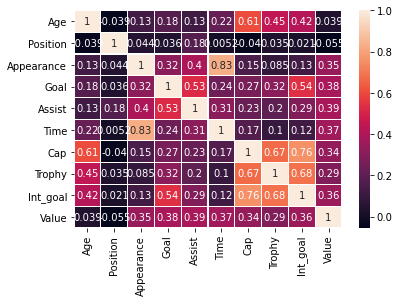 Age 1 -0.039 0.13 0.18 0.13 0.22 0.61 0.45 0.42 0.039 1.0
Position -0.039 1 0.044 0.036 0.18 -0.04 0.035 0.021 -0.055
Appearance 0.13 0.044 1 0.32 0.4 0.83 0.15 0.085 0.13 0.35 0.8
Goal 0.18 0.036 0.32 1 0.53 0.24 0.27 0.32 0.54 0.38
Assist 0.13 0.18 0.4 0.53 1 0.31 0.23 0.2 0.29 0.39 0.6
Time 0.22 0.83 0.24 0.31 1 0.17 0.1 0.12 0.37
Cap 0.61 -0.04 0.15 0.27 0.23 0.17 1 0.67 0.76 0.34 0.4
Trophy 0.45 0.035 0.085 0.32 0.2 0.1 0.67 1 0.68 0.29
Int_goal 0.42 0.021 0.13 0.54 0.29 0.12 0.76 0.68 1 0.36 0.2
Value -0.039 -0.055 0.35 0.38 0.39 0.37 0.34 0.29 0.36 1 0.0
Age Position Appearance Goal Assist Time Cap Trophy Int_goal Value